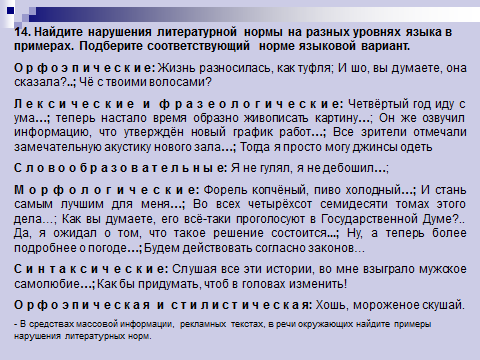 14. Найдите нарушения литературной нормы на разных уровнях языка в
примерах. Подберите соответствующий норме языковой вариант.
О р ф о э п и ч е с к и е: Жизнь разносилась, как туфля; И шо, вы думаете, она
сказала?..; Чё с твоими волосами?
Л е к с и ч е с к и е и ф р а з е о л о г и ч е с к и е: Четвёртый год иду с
ума…; теперь настало время образно живописать картину…; Он же озвучил
информацию, что утверждён новый график работ…; Все зрители отмечали
замечательную акустику нового зала…; Тогда я просто могу джинсы одеть
С л о в о о б р а з о в а т е л ь н ы е: Я не гулял, я не дебошил…;
М о р ф о л о г и ч е с к и е: Форель копчёный, пиво холодный…; И стань
самым лучшим для меня…; Во всех четырёхсот семидесяти томах этого
дела…; Как вы думаете, его всё-таки проголосуют в Государственной Думе?..
Да, я ожидал о том, что такое решение состоится...; Ну, а теперь более
подробнее о погоде…; Будем действовать согласно законов…
С и н т а к с и ч е с к и е: Слушая все эти истории, во мне взыграло мужское
самолюбие…; Как бы придумать, чтоб в головах изменить!
О р ф о э п и ч е с к а я и с т и л и с т и ч е с к а я: Хошь, мороженое скушай.
- В средствах массовой информации, рекламных текстах, в речи окружающих найдите примеры
нарушения литературных норм.